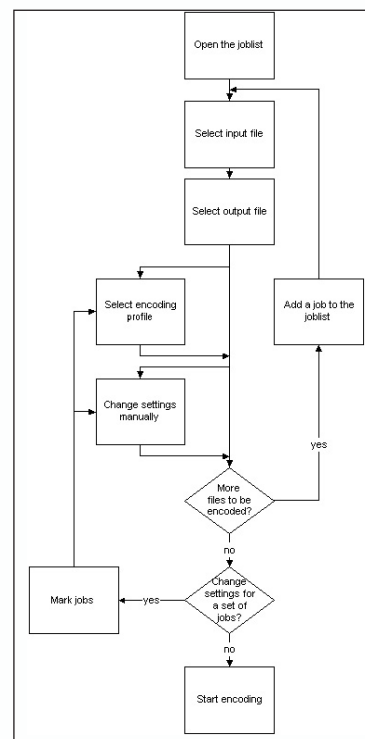 Open the joblist
Select input file
Select output file
Select encoding
profile
Add a job to the
joblist
Change settings
manually
yes
More
files to be
encoded?
no
Change
settings for
a set of
jobs?
Mark jobs
yes
no
Start encoding